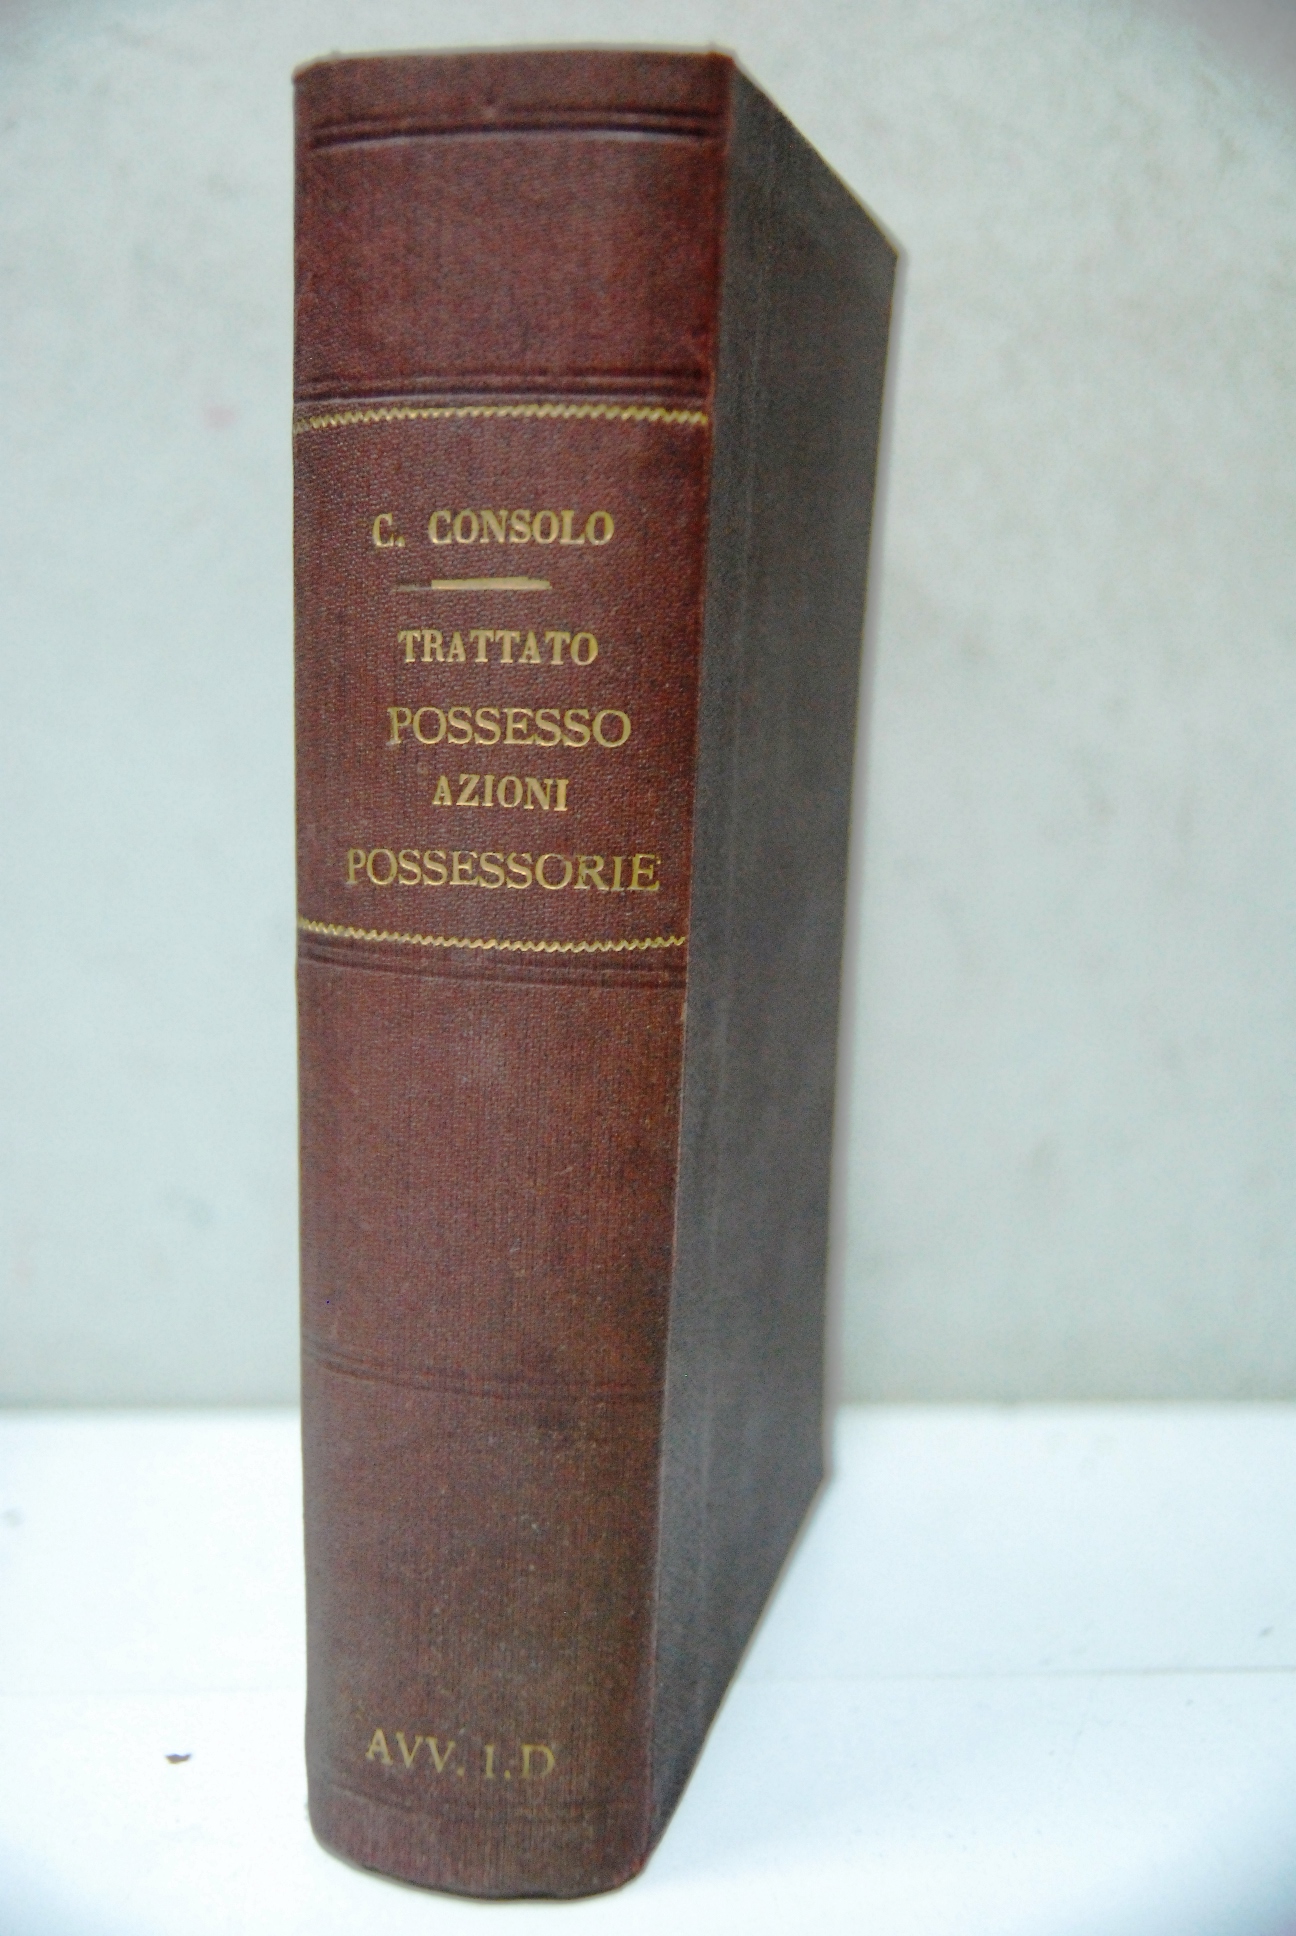 C. CONSOLO
TRATTATO
POSSESSO
AZIONI
POSSESSORIE
AVV. I.D